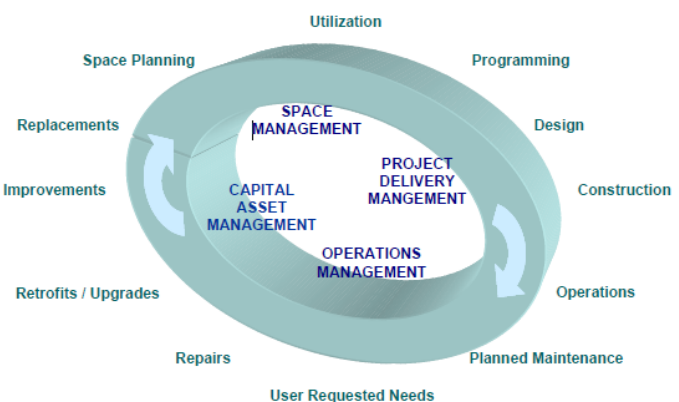 Utilization
Space Planning
Programming
Replacements
SPACE
MANAGEMENT
Design
Improvements
CAPITAL
ASSET
MANAGEMENT
PROJECT
DELIVERY
MANGEMENT
Construction
OPERATIONS
MANAGEMENT
Retrofits / Upgrades
Operations
Repairs
Planned Maintenance
User Requested Needs